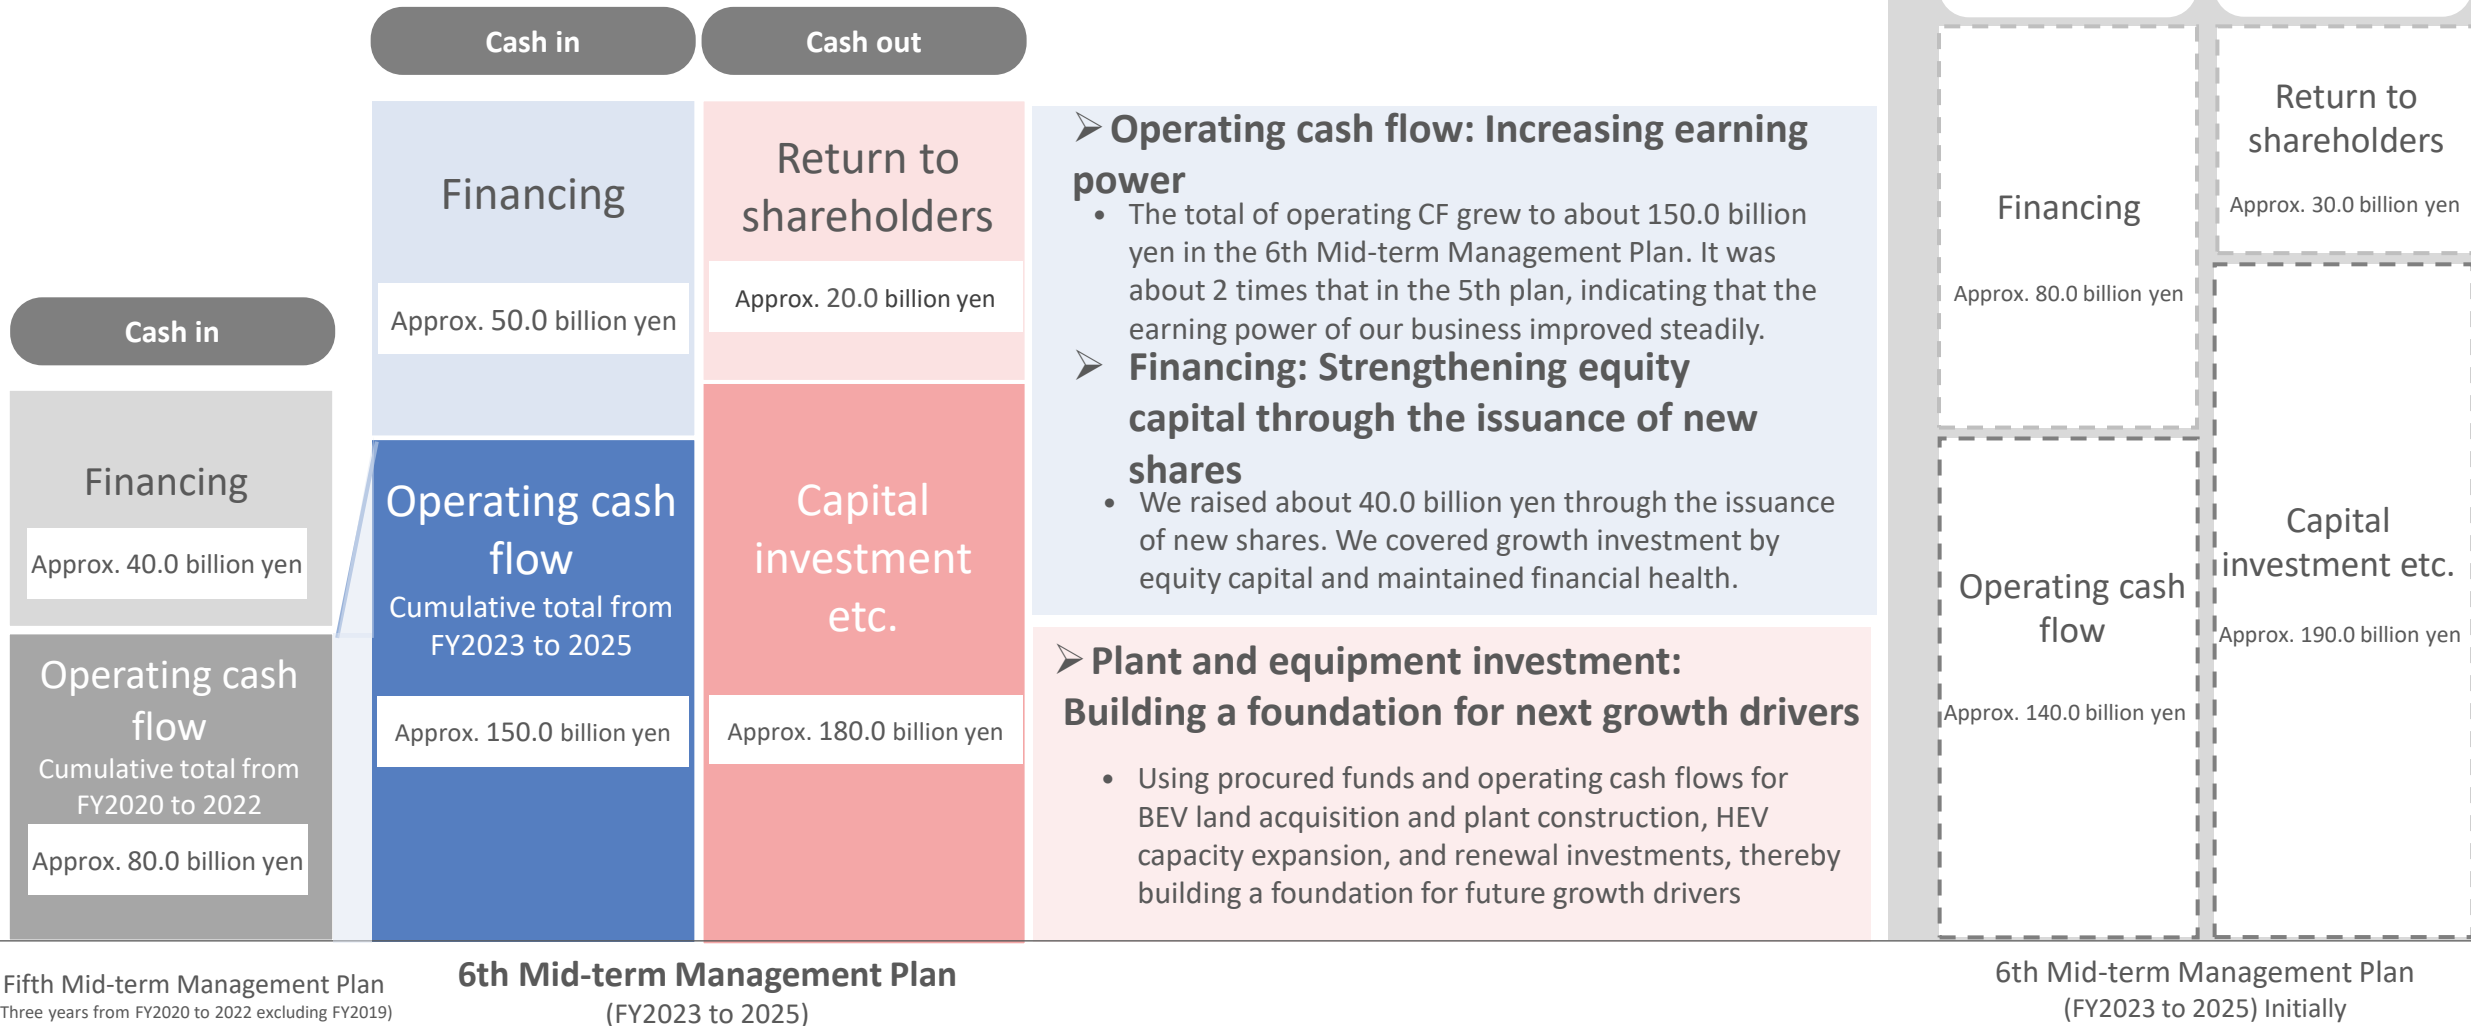 Cash in
Financing
Approx. 40.0 billion yen
Operating cash
flow
Cumulative total from
FY2020 to 2022
Approx. 80.0 billion yen
Fifth Mid-term Management Plan
Three years from FY2020 to 2022 excluding FY2019)
Cash in
Financing
Approx. 50.0 billion yen
Operating cash
flow
Cumulative total from
FY2023 to 2025
Approx. 150.0 billion yen
Cash out
Return to
shareholders
Approx. 20.0 billion yen
Capital
investment
etc.
Approx. 180.0 billion yen
6th Mid-term Management Plan
(FY2023 to 2025)
➢ Operating cash flow: Increasing earning
power
• The total of operating CF grew to about 150.0 billion
yen in the 6th Mid-term Management Plan. It was
about 2 times that in the 5th plan, indicating that the
earning power of our business improved steadily.
➢ Financing: Strengthening equity
capital through the issuance of new
shares
• We raised about 40.0 billion yen through the issuance
of new shares. We covered growth investment by
equity capital and maintained financial health.
➢ Plant and equipment investment:
Building a foundation for next growth drivers
• Using procured funds and operating cash flows for
BEV land acquisition and plant construction, HEV
capacity expansion, and renewal investments, thereby
building a foundation for future growth drivers
Financing
Approx. 80.0 billion yen
Operating cash
flow
Approx. 140.0 billion yen
Return to
shareholders
Approx. 30.0 billion yen
Capital
investment etc.
Approx. 190.0 billion yen
6th Mid-term Management Plan
(FY2023 to 2025) Initially